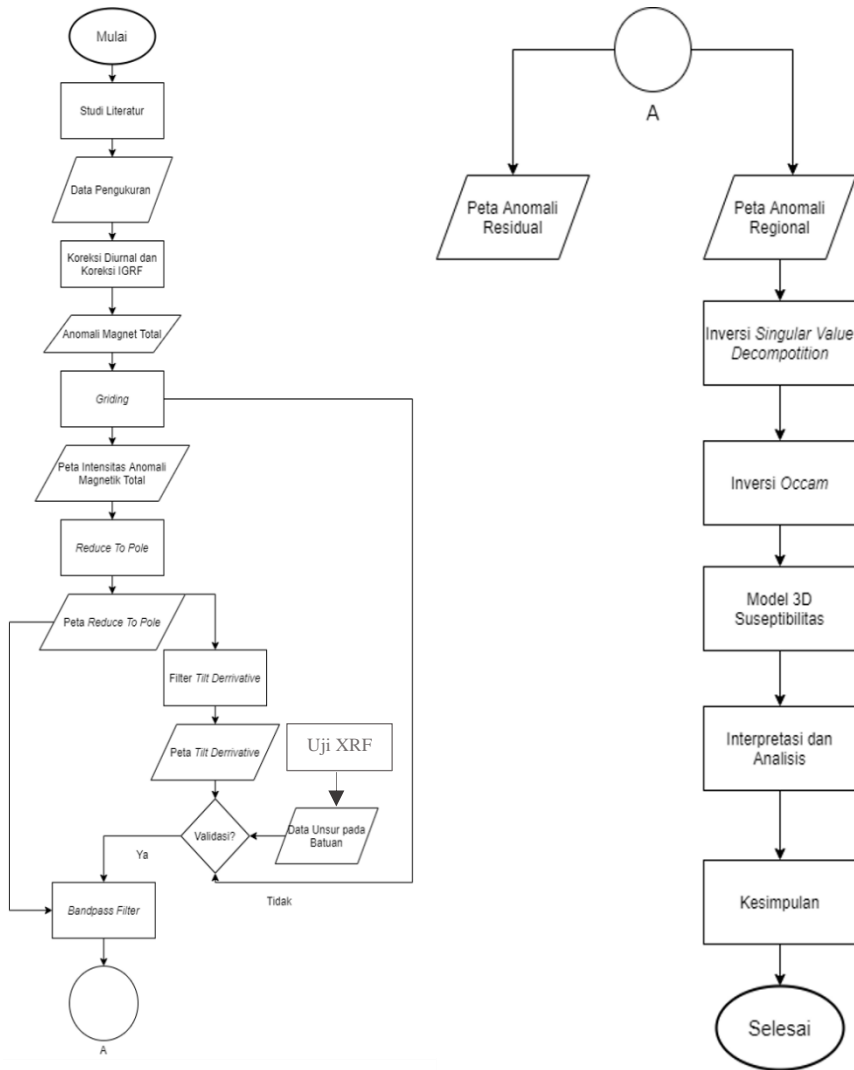 Mulai
Studi Literatur
Data Pengukuran
Koreksi Diurnal dan
Koreksi IGRF
Anomali Magnet Total
Griding
Peta Intensitas Anomali
Magnetik Total
Reduce To Pole
Peta Reduce To Pole
Filter Tilt Derrivative
Peta Tilt Derrivative
Uji XRF
Data Unsur pada
Batuan
Validasi?
Ya
Tidak
Bandpass Filter
A
A
Peta Anomali
Residual
Peta Anomali
Regional
Inversi Singular Value
Decompotition
Inversi Occam
Model 3D
Suseptibilitas
Interpretasi dan
Analisis
Kesimpulan
Selesai